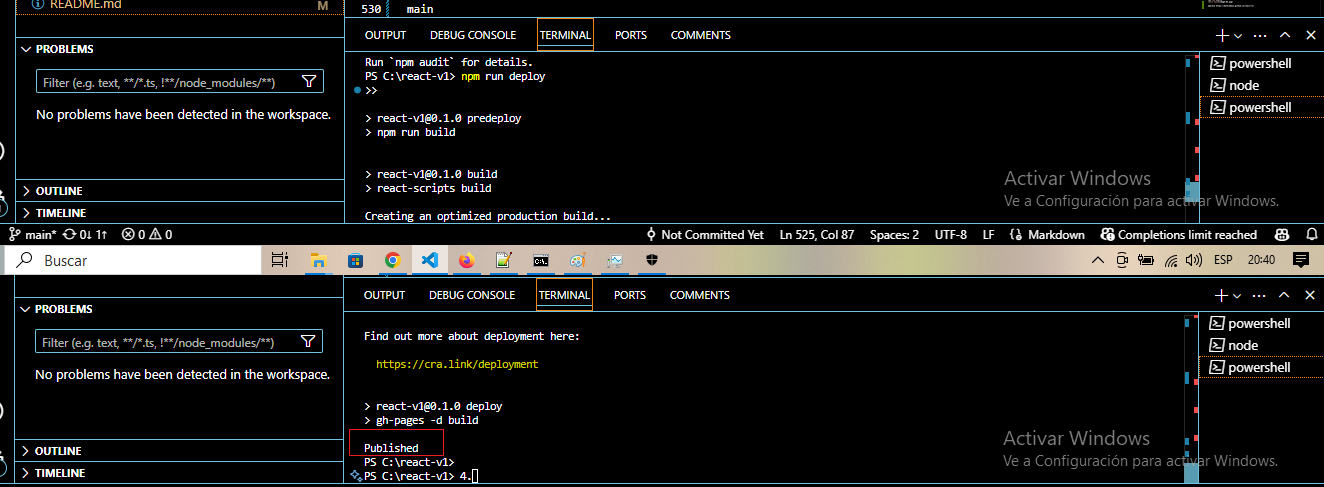 README.md M
530 main
PROBLEMS
Filter (e.g. text, **/*.ts, !**/node_modules/**)
No problems have been detected in the workspace.
OUTLINE
TIMELINE
OUTPUT DEBUG CONSOLE TERMINAL PORTS COMMENTS
Run `npm audit` for details.
PS C:\react-v1> npm run deploy
>>
> react-v1@0.1.0 predeploy
> npm run build
> react-v1@0.1.0 build
> react-scripts build
Creating an optimized production build...
powershell
node
powershell
Activar Windows
Ve a Configuración para activar Windows.
main* 0↓ 1↑ 0 0 Not Committed Yet Ln 525, Col 87 Spaces: 2 UTF-8 LF Markdown Completions limit reached
Buscar ESP 20:40
PROBLEMS
Filter (e.g. text, **/*.ts, !**/node_modules/**)
No problems have been detected in the workspace.
OUTLINE
TIMELINE
OUTPUT DEBUG CONSOLE TERMINAL PORTS COMMENTS
Find out more about deployment here:
https://cra.link/deployment
> react-v1@0.1.0 deploy
> gh-pages -d build
Published
PS C:\react-v1>
PS C:\react-v1> 4.
powershell
node
powershell
Activar Windows
Ve a Configuración para activar Windows.